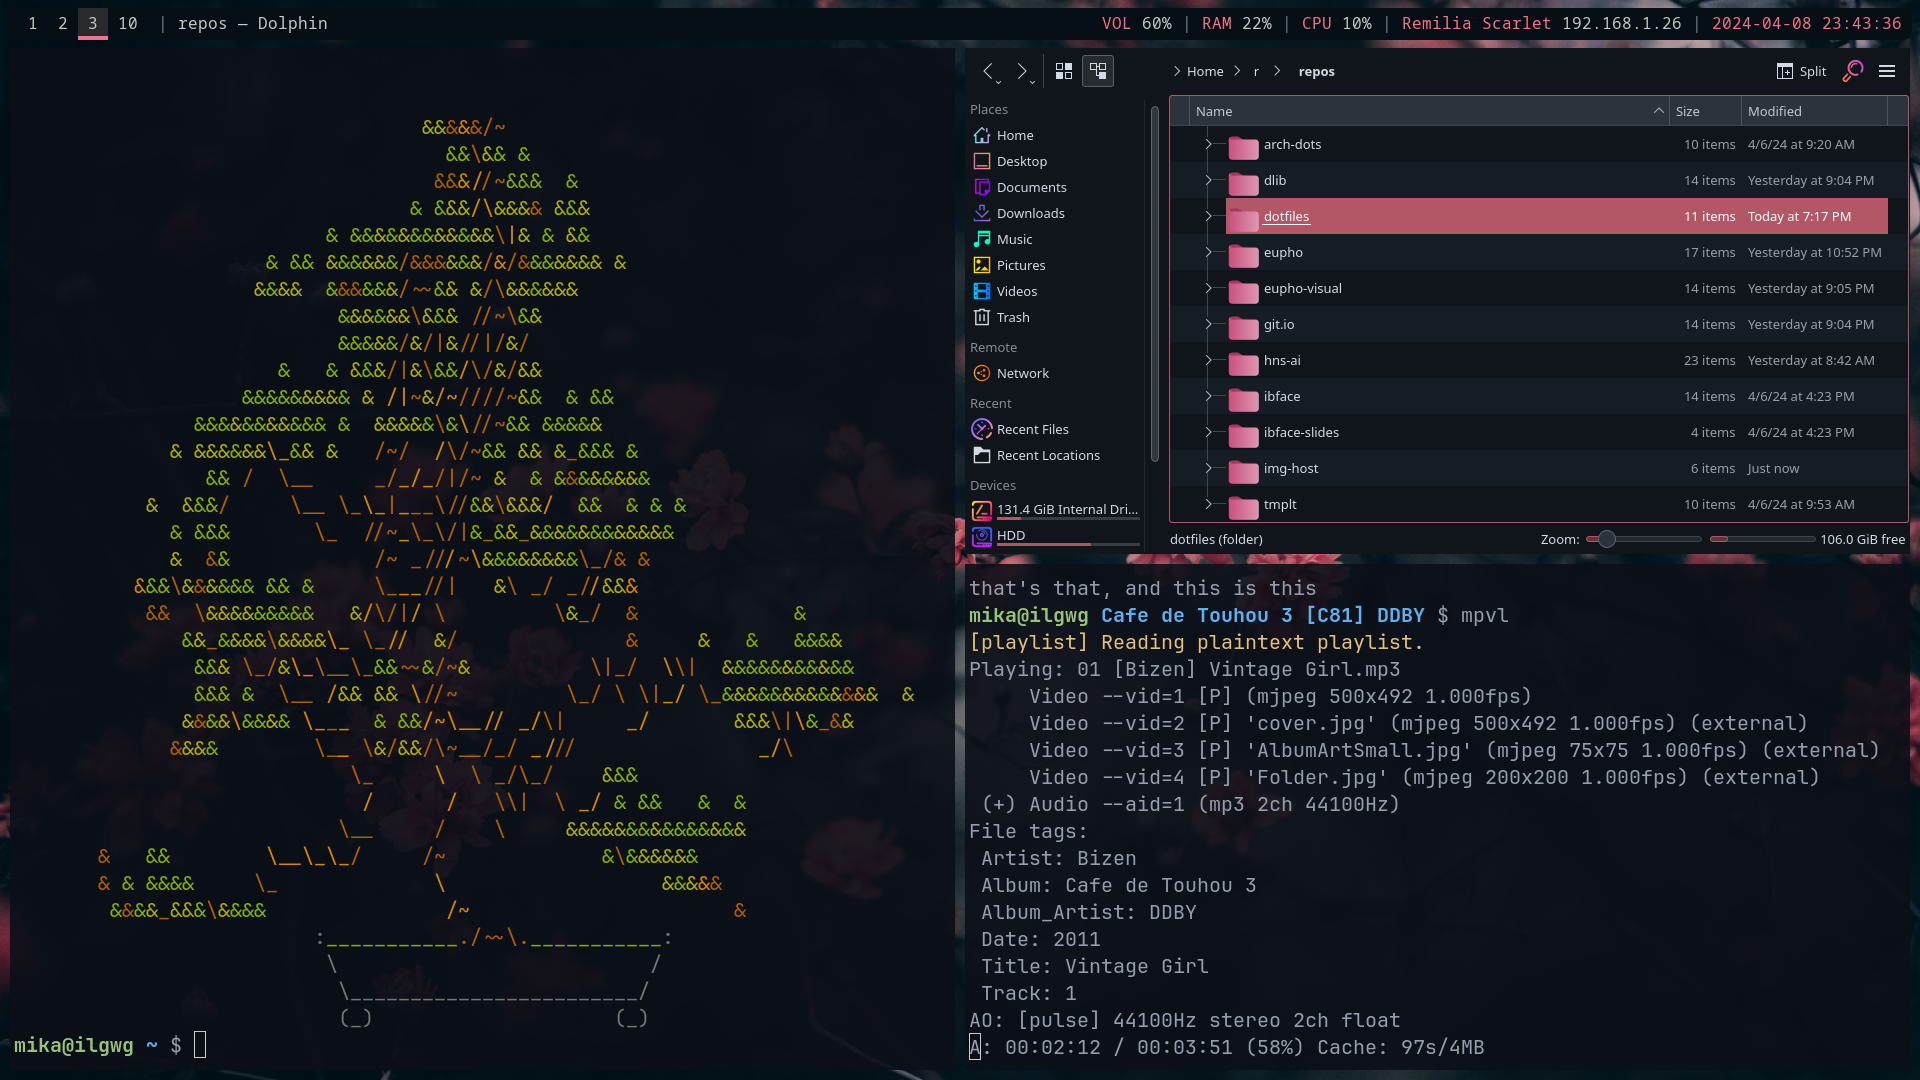 1 2 3 10 | repos — Dolphin
VOL 60% | RAM 22% | CPU 10% | Remilia Scarlet 192.168.1.26 | 2024-04-08 23:43:36
mika@ilgwg ~ $
Home r repos
Split
Places
Home
Desktop
Documents
Downloads
Music
Pictures
Videos
Trash
Remote
Network
Recent
Recent Files
Recent Locations
Devices
131.4 GiB Internal Dri...
HDD
Name Size Modified
arch-dots 10 items 4/6/24 at 9:20 AM
dlib 14 items Yesterday at 9:04 PM
dotfiles 11 items Today at 7:17 PM
eupho 17 items Yesterday at 10:52 PM
eupho-visual 14 items Yesterday at 9:05 PM
git.io 14 items Yesterday at 9:04 PM
hns-ai 23 items Yesterday at 8:42 AM
ibface 14 items 4/6/24 at 4:23 PM
ibface-slides 4 items 4/6/24 at 4:23 PM
img-host 6 items Just now
tmplt 10 items 4/6/24 at 9:53 AM
dotfiles (folder) Zoom: 106.0 GiB free
that's that, and this is this
mika@ilgwg Cafe de Touhou 3 [C81] DDBY $ mpvl
[playlist] Reading plaintext playlist.
Playing: 01 [Bizen] Vintage Girl.mp3
Video --vid=1 [P] (mjpeg 500x492 1.000fps)
Video --vid=2 [P] 'cover.jpg' (mjpeg 500x492 1.000fps) (external)
Video --vid=3 [P] 'AlbumArtSmall.jpg' (mjpeg 75x75 1.000fps) (external)
Video --vid=4 [P] 'Folder.jpg' (mjpeg 200x200 1.000fps) (external)
(+) Audio --aid=1 (mp3 2ch 44100Hz)
File tags:
Artist: Bizen
Album: Cafe de Touhou 3
Album_Artist: DDBY
Date: 2011
Title: Vintage Girl
Track: 1
AO: [pulse] 44100Hz stereo 2ch float
A: 00:02:12 / 00:03:51 (58%) Cache: 97s/4MB